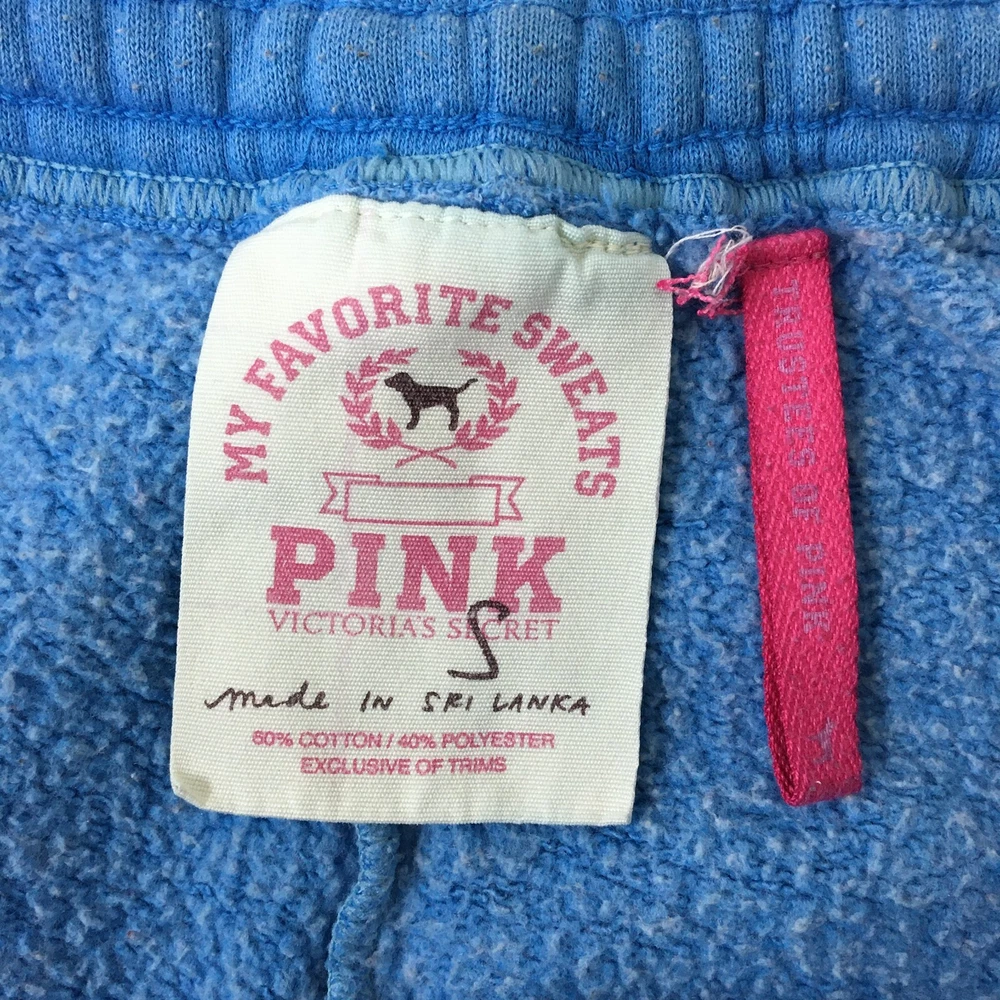 MY FAVORITE SWEATS
PINK
VICTORIA'S SECRET
S
made IN SRI LANKA
60% COTTON / 40% POLYESTER
EXCLUSIVE OF TRIMS
TRUSTEES OF PINK